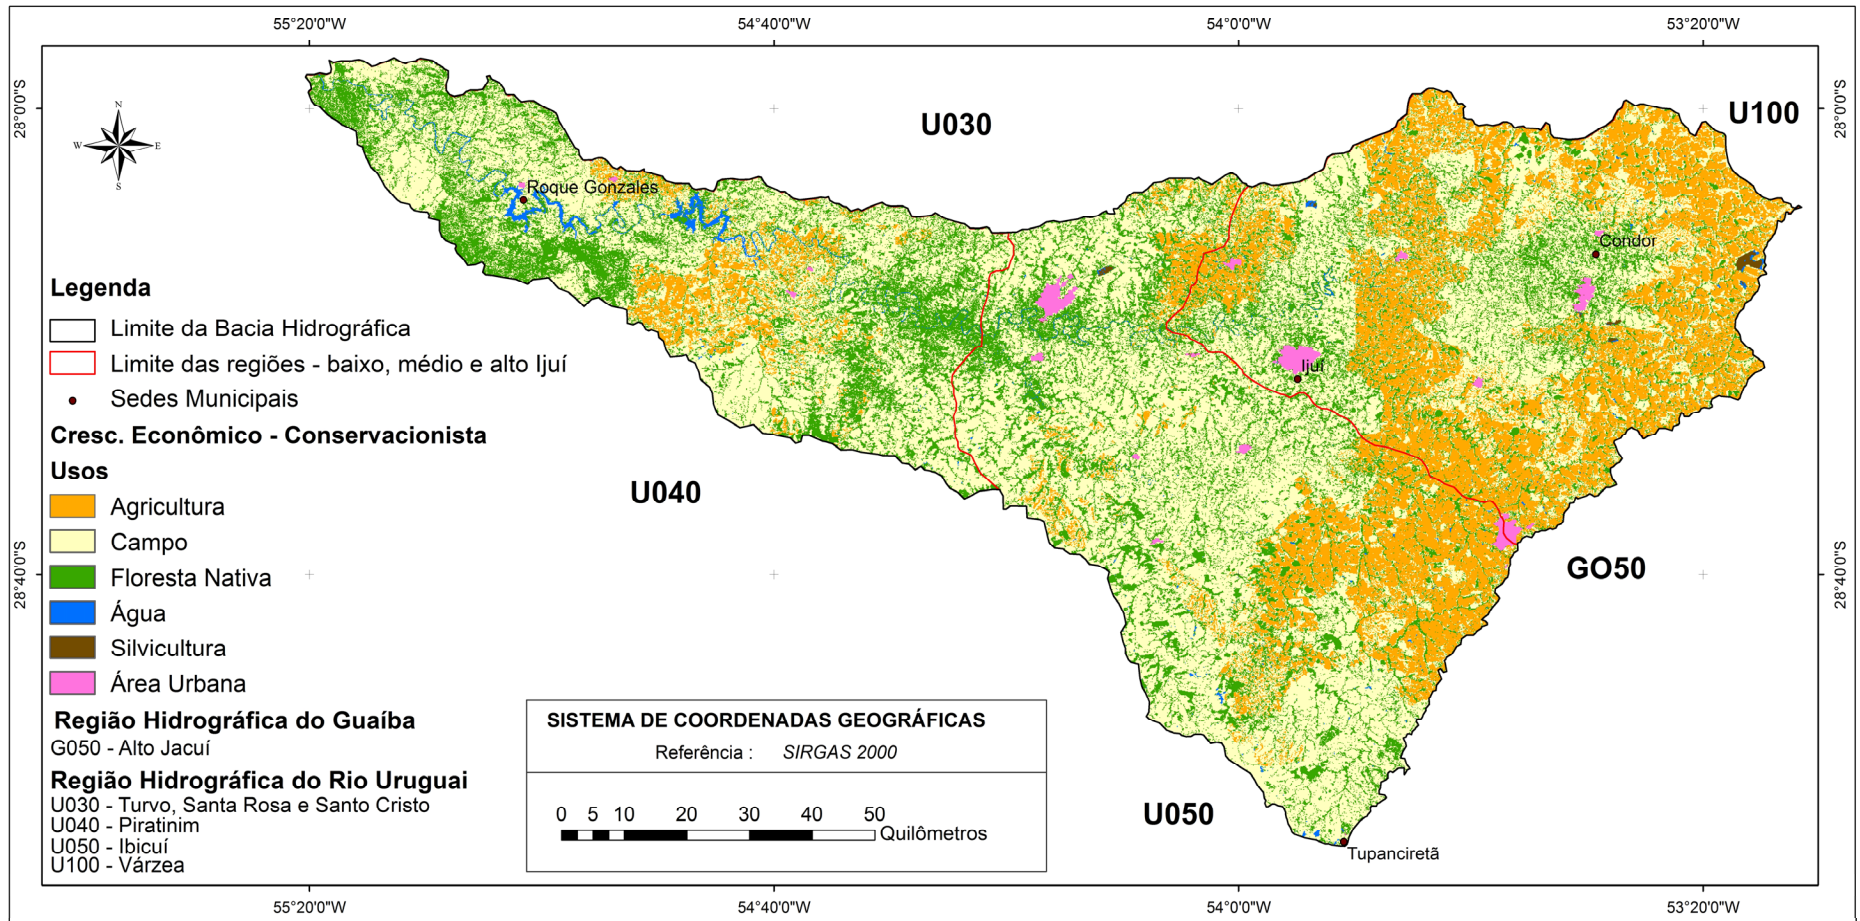 55°20'0"W 54°40'0"W 54°0'0"W 53°20'0"W
28°0'0"S
28°0'0"S
N
W E
S
U030
U100
Roque Gonzales
Condor
Ijuí
U040
GO50
28°40'0"S
28°40'0"S
U050
Tupanciretã
Legenda
Limite da Bacia Hidrográfica
Limite das regiões - baixo, médio e alto Ijuí
Sedes Municipais
Cresc. Econômico - Conservacionista
Usos
Agricultura
Campo
Floresta Nativa
Água
Silvicultura
Área Urbana
Região Hidrográfica do Guaíba
G050 - Alto Jacuí
Região Hidrográfica do Rio Uruguai
U030 - Turvo, Santa Rosa e Santo Cristo
U040 - Piratinim
U050 - Ibicuí
U100 - Várzea
SISTEMA DE COORDENADAS GEOGRÁFICAS
Referência : SIRGAS 2000
0 5 10 20 30 40 50
Quilômetros
55°20'0"W 54°40'0"W 54°0'0"W 53°20'0"W